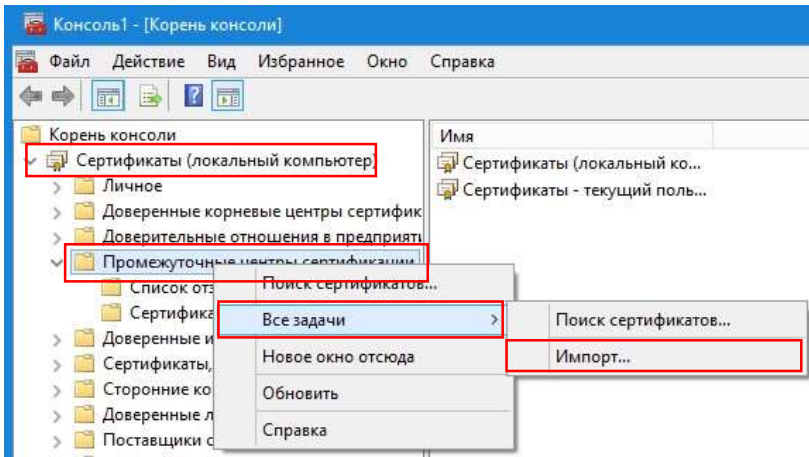 Консоль1 - [Корень консоли]
Файл Действие Вид Избранное Окно Справка
Корень консоли
Имя
Сертификаты (локальный компьютер)
Сертификаты (локальный ко...
Личное
Сертификаты - текущий поль...
Доверенные корневые центры сертифик
Доверительные отношения в предприяти
Промежуточные центры сертификации
Список
Поиск сертификатов...
Все задачи
Поиск сертификатов...
Доверенные
Новое окно отсюда
Импорт...
Сертификаты,
Сторонние
Обновить
Доверенные
Справка
Поставщики